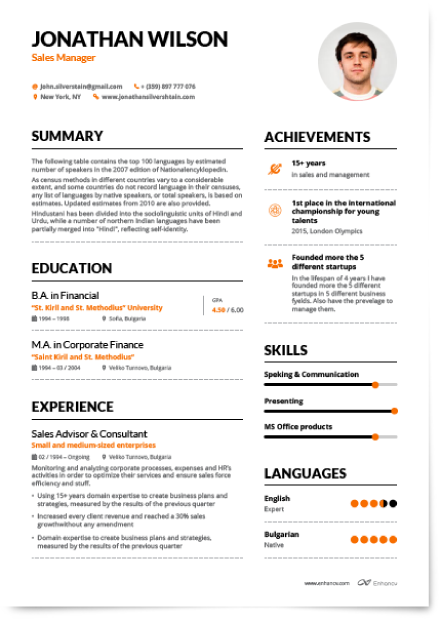 JONATHAN WILSON
Sales Manager
John.silverstein@gmail.com
+ (359) 897 777 076
New York, NY
www.jonathansilvershtain.com
SUMMARY
The following table contains the top 100 languages by estimated
number of speakers in the 2007 edition of Nationalencyklopedin.
As census methods in different countries vary to a considerable
extent, and some countries do not record language in their censuses,
any list of languages by native speakers, or total speakers, is based on
estimates. Updated estimates from 2010 are also provided.
Hindustani has been divided into the sociolinguistic units of Hindi and
Urdu, while a number of northern Indian languages have been
partially merged into "Hindi", reflecting self-identity.
EDUCATION
B.A. in Financial
"St. Kiril and St. Methodius" University
1994 – 1998
Sofia, Bulgaria
GPA
4.50 / 6.00
M.A. in Corporate Finance
"Saint Kiril and St. Methodius"
1994 – 03 / 2004
Veliko Turnovo, Bulgaria
EXPERIENCE
Sales Advisor & Consultant
Small and medium-sized enterprises
02 / 1994 – Ongoing
Veliko Turnovo, Bulgaria
Monitoring and analyzing corporate processes, expenses and HR's
activities in order to optimize their services and ensure sales force
efficiency and stuff.
• Using 15+ years domain expertise to create business plans and
strategies, measured by the results of the previous quarter
• Increased every client revenue and reached a 30% sales
growthwithout any amendment
• Domain expertise to create business plans and strategies,
measured by the results of the previous quarter
ACHIEVEMENTS
15+ years
in sales and management
1st place in the international
championship for young
talents
2015, London Olympics
Founded more the 5
different startups
In the lifespan of 4 years I have
founded more the 5 different
startups in 5 different business
fyelds. Also have the prevelage to
manage them.
SKILLS
Speking & Communication
Presenting
MS Office products
LANGUAGES
English
Expert
Bulgarian
Native
www.enhancv.com
Enhancv